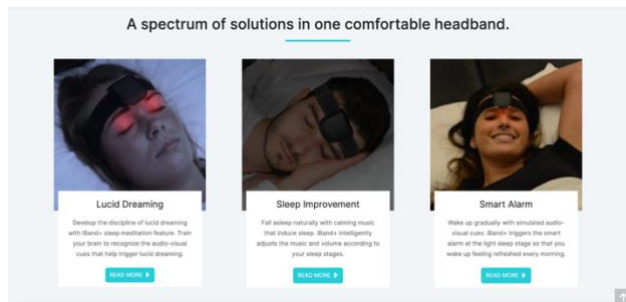 A spectrum of solutions in one comfortable headband.
Lucid Dreaming
Develop the discipline of lucid dreaming
with iBand+ sleep meditation feature. Train
your brain to recognize the audio-visual
cues that help trigger lucid dreaming.
READ MORE
Sleep Improvement
Fall asleep naturally with calming music
that induce sleep. iBand+ intelligently
adjusts the music and volume according to
your sleep stages.
READ MORE
Smart Alarm
Wake up gradually with simulated audio-
visual cues. iBand+ triggers the smart
alarm at the light sleep stage so that you
wake up feeling refreshed every morning.
READ MORE